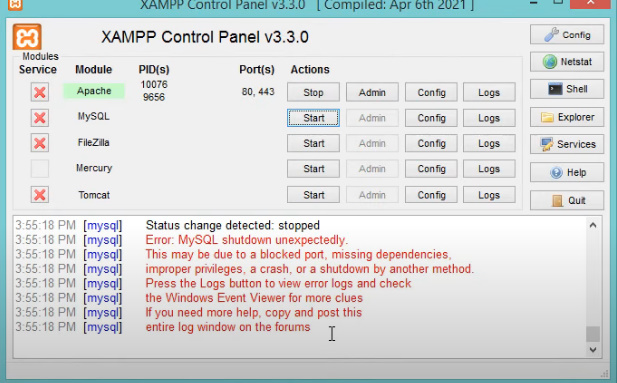 XAMPP Control Panel v3.3.0 [ Compiled: Apr 6th 2021 ]
XAMPP Control Panel v3.3.0
Config
Modules
Service Module PID(s) Port(s) Actions
Netstat
Apache 10076 9656 80, 443 Stop Admin Config Logs
Shell
MySQL Start Admin Config Logs
Explorer
FileZilla Start Admin Config Logs
Services
Mercury Start Admin Config Logs
Help
Tomcat Start Admin Config Logs
Quit
3:55:18 PM [mysql] Status change detected: stopped
3:55:18 PM [mysql] Error: MySQL shutdown unexpectedly.
3:55:18 PM [mysql] This may be due to a blocked port, missing dependencies,
3:55:18 PM [mysql] improper privileges, a crash, or a shutdown by another method.
3:55:18 PM [mysql] Press the Logs button to view error logs and check
3:55:18 PM [mysql] the Windows Event Viewer for more clues
3:55:18 PM [mysql] If you need more help, copy and post this
3:55:18 PM [mysql] entire log window on the forums